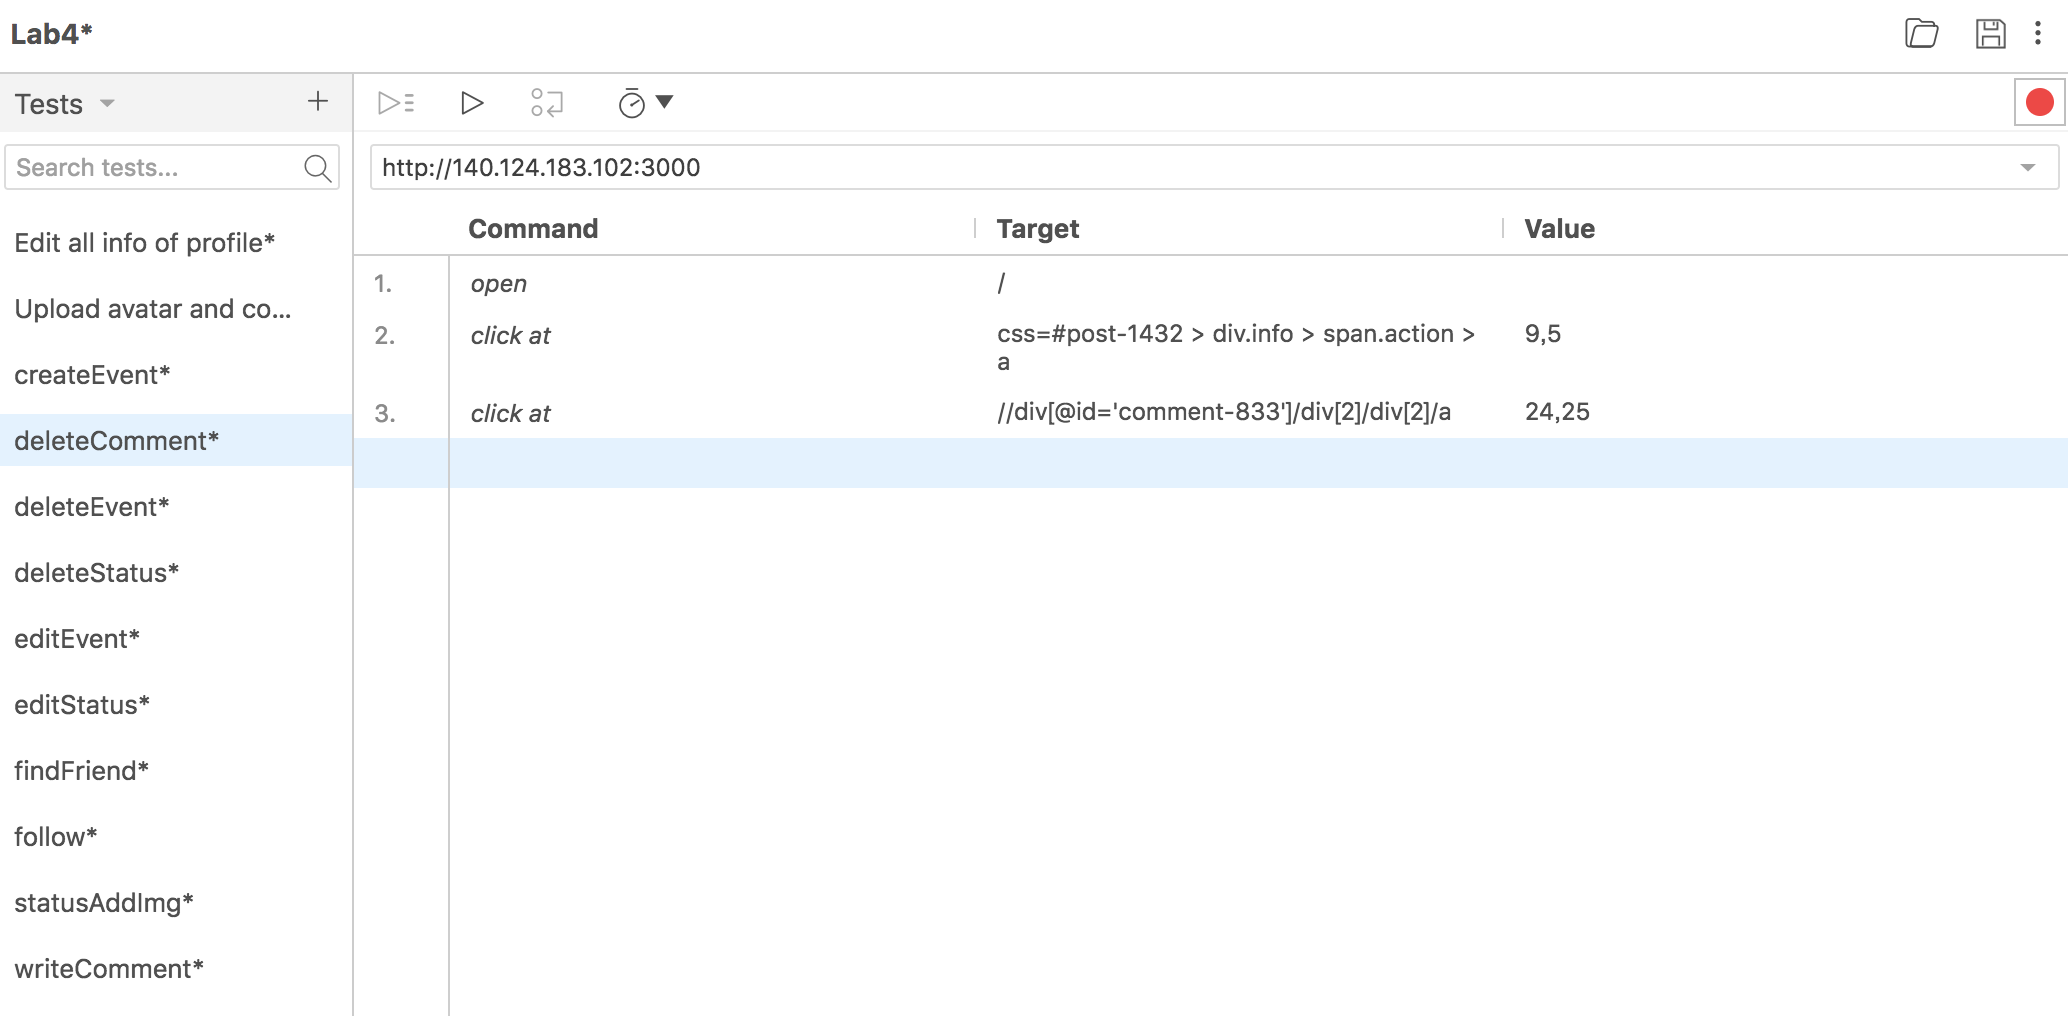 Lab4*
Tests
Search tests...
Edit all info of profile*
Upload avatar and co...
createEvent*
deleteComment*
deleteEvent*
deleteStatus*
editEvent*
editStatus*
findFriend*
follow*
statusAddImg*
writeComment*
http://140.124.183.102:3000
Command Target Value
1. open /
2. click at css=#post-1432 > div.info > span.action > 9,5
a
3. click at //div[@id='comment-833']/div[2]/div[2]/a 24,25